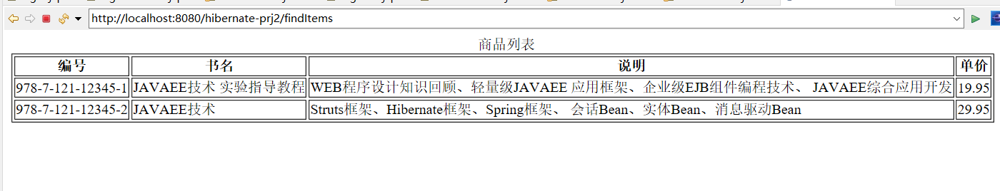 http://localhost:8080/hibernate-prj2/findItems
商品列表
编号 书名 说明 单价
978-7-121-12345-1 JAVAEE技术 实验指导教程 WEB程序设计知识回顾、轻量级JAVAEE 应用框架、企业级EJB组件编程技术、 JAVAEE综合应用开发 19.95
978-7-121-12345-2 JAVAEE技术 Struts框架、Hibernate框架、Spring框架、 会话Bean、实体Bean、消息驱动Bean 29.95